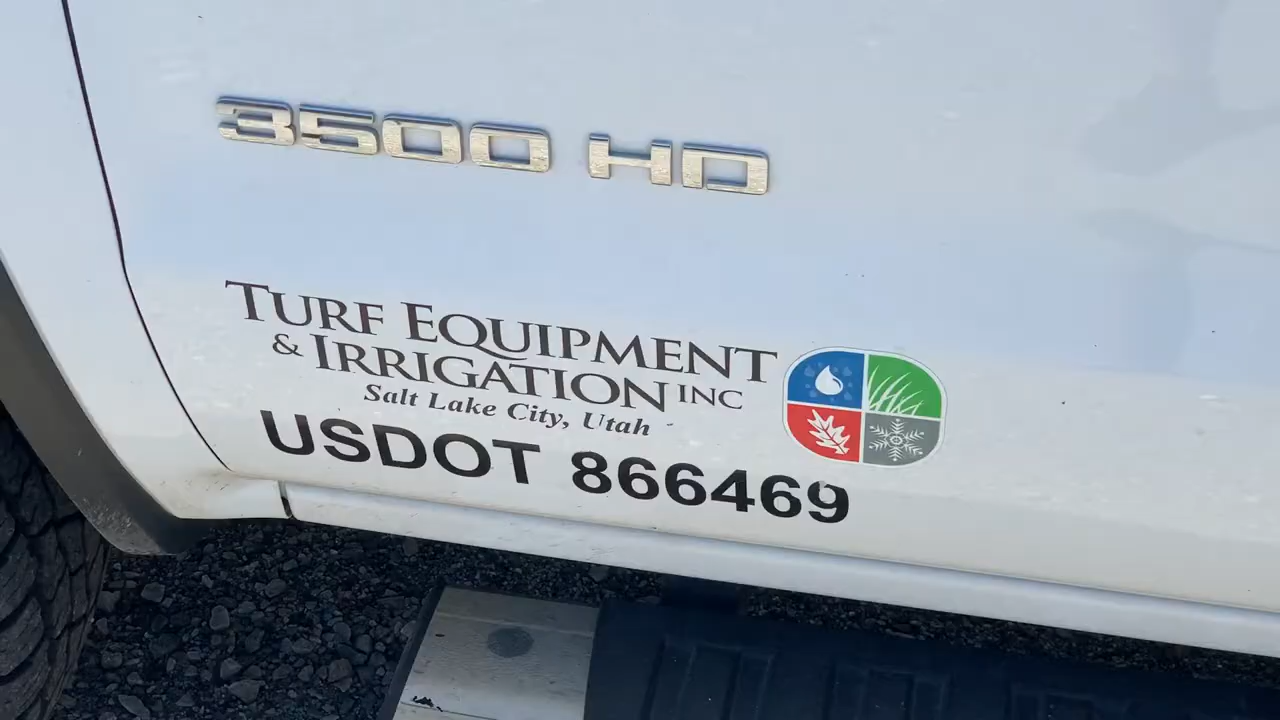 3500 HD
TURF EQUIPMENT
& IRRIGATION INC
Salt Lake City, Utah
USDOT 866469